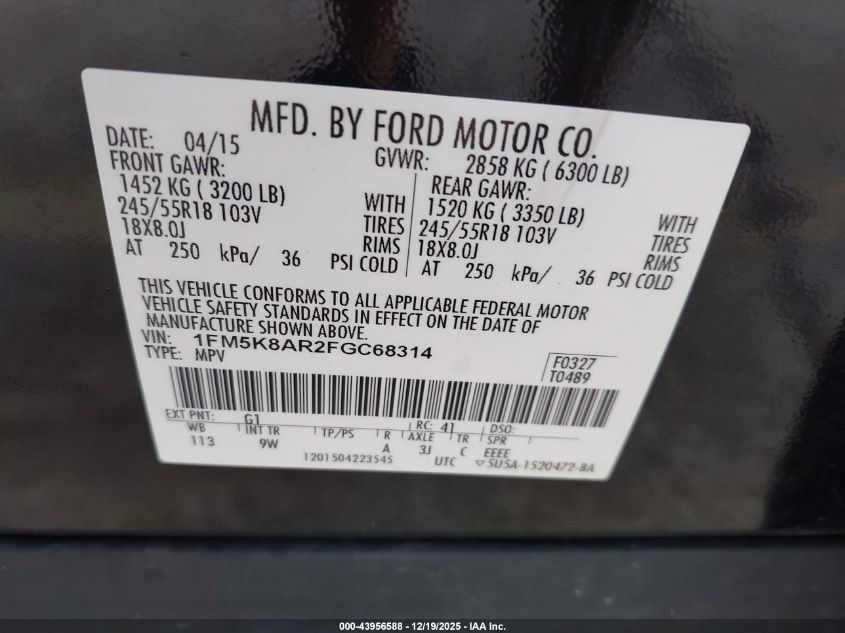 MFD. BY FORD MOTOR CO.
DATE: 04/15 GVWR: 2858 KG ( 6300 LB)
FRONT GAWR: REAR GAWR:
1452 KG ( 3200 LB) WITH 1520 KG ( 3350 LB) WITH
245/55R18 103V TIRES 245/55R18 103V TIRES
18X8.0J RIMS 18X8.0J RIMS
AT 250 kPa/ 36 PSI COLD AT 250 kPa/ 36 PSI COLD
THIS VEHICLE CONFORMS TO ALL APPLICABLE FEDERAL MOTOR
VEHICLE SAFETY STANDARDS IN EFFECT ON THE DATE OF
MANUFACTURE SHOWN ABOVE.
VIN: 1FM5K8AR2FGC68314 F0327
TYPE: MPV T0489
EXT PNT: G1 RC: 41 DSO:
WB INT TR TP/PS R AXLE TR SPR
113 9W A 3J C EEEE
1201504223545 UTC ▽5U5A-1520472-BA
000-43956588 - 12/19/2025 - IAA Inc.